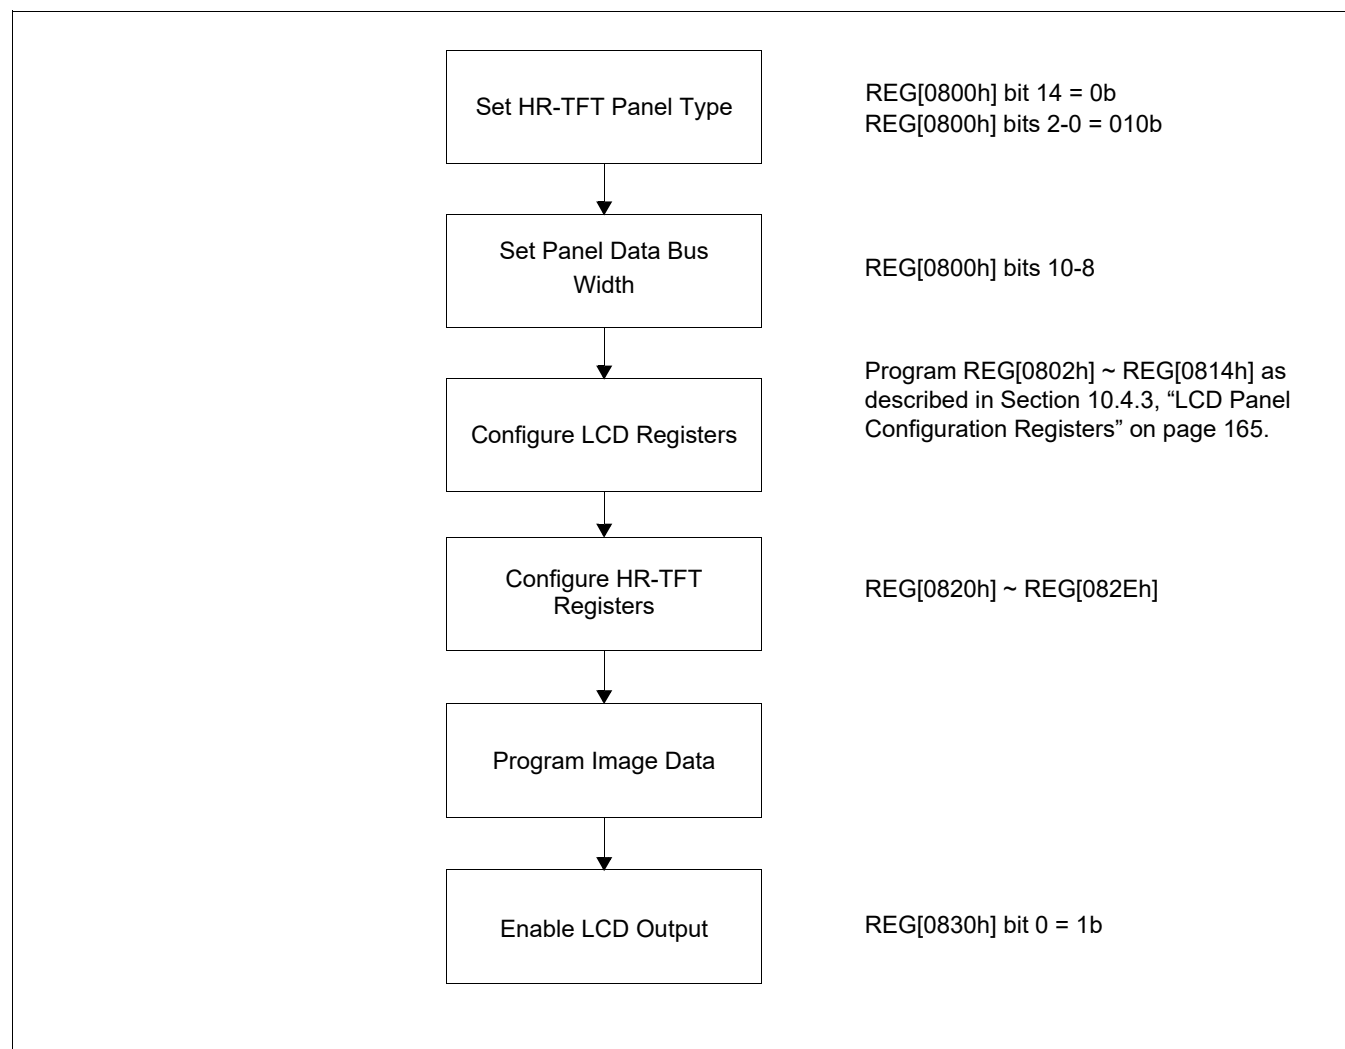 Set HR-TFT Panel Type
REG[0800h] bit 14 = 0b
REG[0800h] bits 2-0 = 010b
Set Panel Data Bus
Width
REG[0800h] bits 10-8
Configure LCD Registers
Program REG[0802h] ~ REG[0814h] as
described in Section 10.4.3, “LCD Panel
Configuration Registers” on page 165.
Configure HR-TFT
Registers
REG[0820h] ~ REG[082Eh]
Program Image Data
Enable LCD Output
REG[0830h] bit 0 = 1b